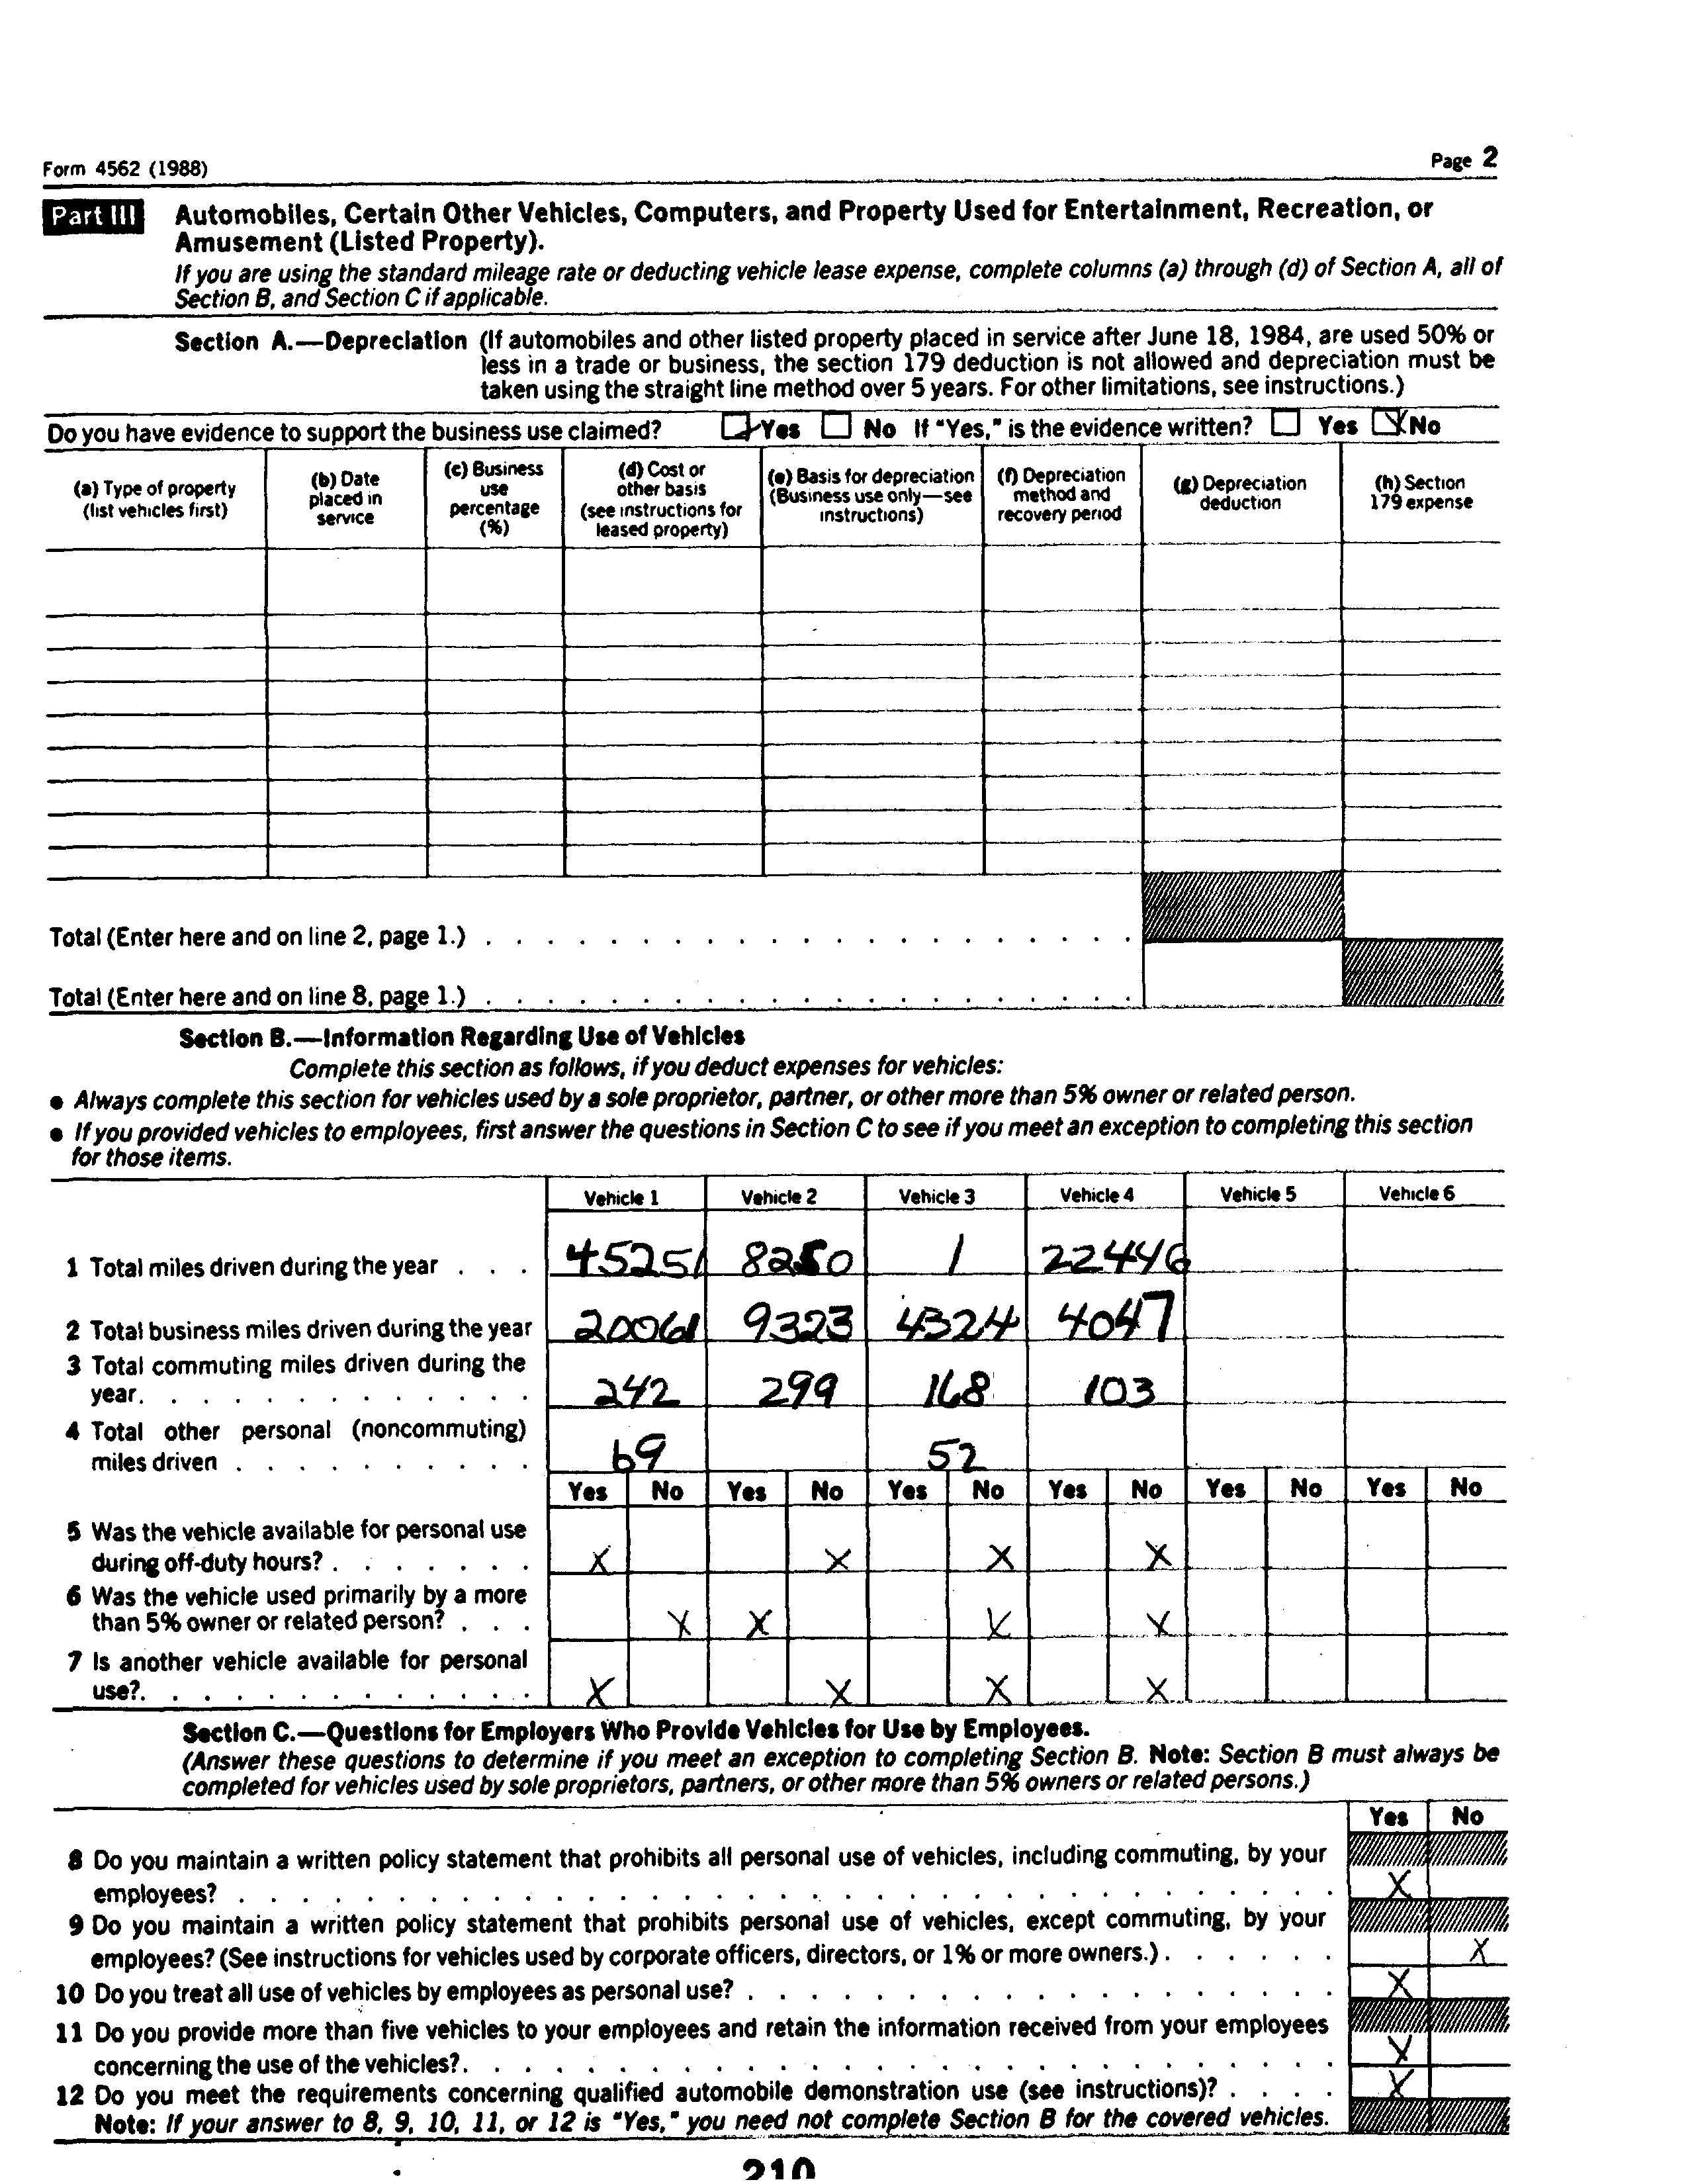 Form 4562 (1988) Page 2
Part III Automobiles, Certain Other Vehicles, Computers, and Property Used for Entertainment, Recreation, or
Amusement (Listed Property).
If you are using the standard mileage rate or deducting vehicle lease expense, complete columns (a) through (d) of Section A, all of
Section B, and Section C if applicable.
Section A.—Depreciation (If automobiles and other listed property placed in service after June 18, 1984, are used 50% or
less in a trade or business, the section 179 deduction is not allowed and depreciation must be
taken using the straight line method over 5 years. For other limitations, see instructions.)
Do you have evidence to support the business use claimed? Yes No If "Yes," is the evidence written? Yes X No
(a) Type of property
(list vehicles first)
(b) Date
placed in
service
(c) Business
use
percentage
(%)
(d) Cost or
other basis
(see instructions for
leased property)
(e) Basis for depreciation
(Business use only—see
instructions)
(f) Depreciation
method and
recovery period
(g) Depreciation
deduction
(h) Section
179 expense
Total (Enter here and on line 2, page 1.)
Total (Enter here and on line 8, page 1.)
Section B.—Information Regarding Use of Vehicles
Complete this section as follows, if you deduct expenses for vehicles:
● Always complete this section for vehicles used by a sole proprietor, partner, or other more than 5% owner or related person.
● If you provided vehicles to employees, first answer the questions in Section C to see if you meet an exception to completing this section
for those items.
Vehicle 1 Vehicle 2 Vehicle 3 Vehicle 4 Vehicle 5 Vehicle 6
1 Total miles driven during the year . . . 45251 8250 1 22446
2 Total business miles driven during the year 20061 9323 4324 4047
3 Total commuting miles driven during the
year. . . . . . . . . . . . . 242 299 168 103
4 Total other personal (noncommuting)
miles driven . . . . . . . . . . 69 52
Yes No Yes No Yes No Yes No Yes No Yes No
5 Was the vehicle available for personal use
during off-duty hours? . . . . . . . X X X X
6 Was the vehicle used primarily by a more
than 5% owner or related person? . . . X X X X
7 Is another vehicle available for personal
use?. . . . . . . . . . . . . X X X X
Section C.—Questions for Employers Who Provide Vehicles for Use by Employees.
(Answer these questions to determine if you meet an exception to completing Section B. Note: Section B must always be
completed for vehicles used by sole proprietors, partners, or other more than 5% owners or related persons.)
Yes No
8 Do you maintain a written policy statement that prohibits all personal use of vehicles, including commuting, by your
employees? X
9 Do you maintain a written policy statement that prohibits personal use of vehicles, except commuting, by your
employees? (See instructions for vehicles used by corporate officers, directors, or 1% or more owners.) . . . . . . X
10 Do you treat all use of vehicles by employees as personal use? X
11 Do you provide more than five vehicles to your employees and retain the information received from your employees
concerning the use of the vehicles?. X
12 Do you meet the requirements concerning qualified automobile demonstration use (see instructions)? . . . . X
Note: If your answer to 8, 9, 10, 11, or 12 is "Yes," you need not complete Section B for the covered vehicles.
210